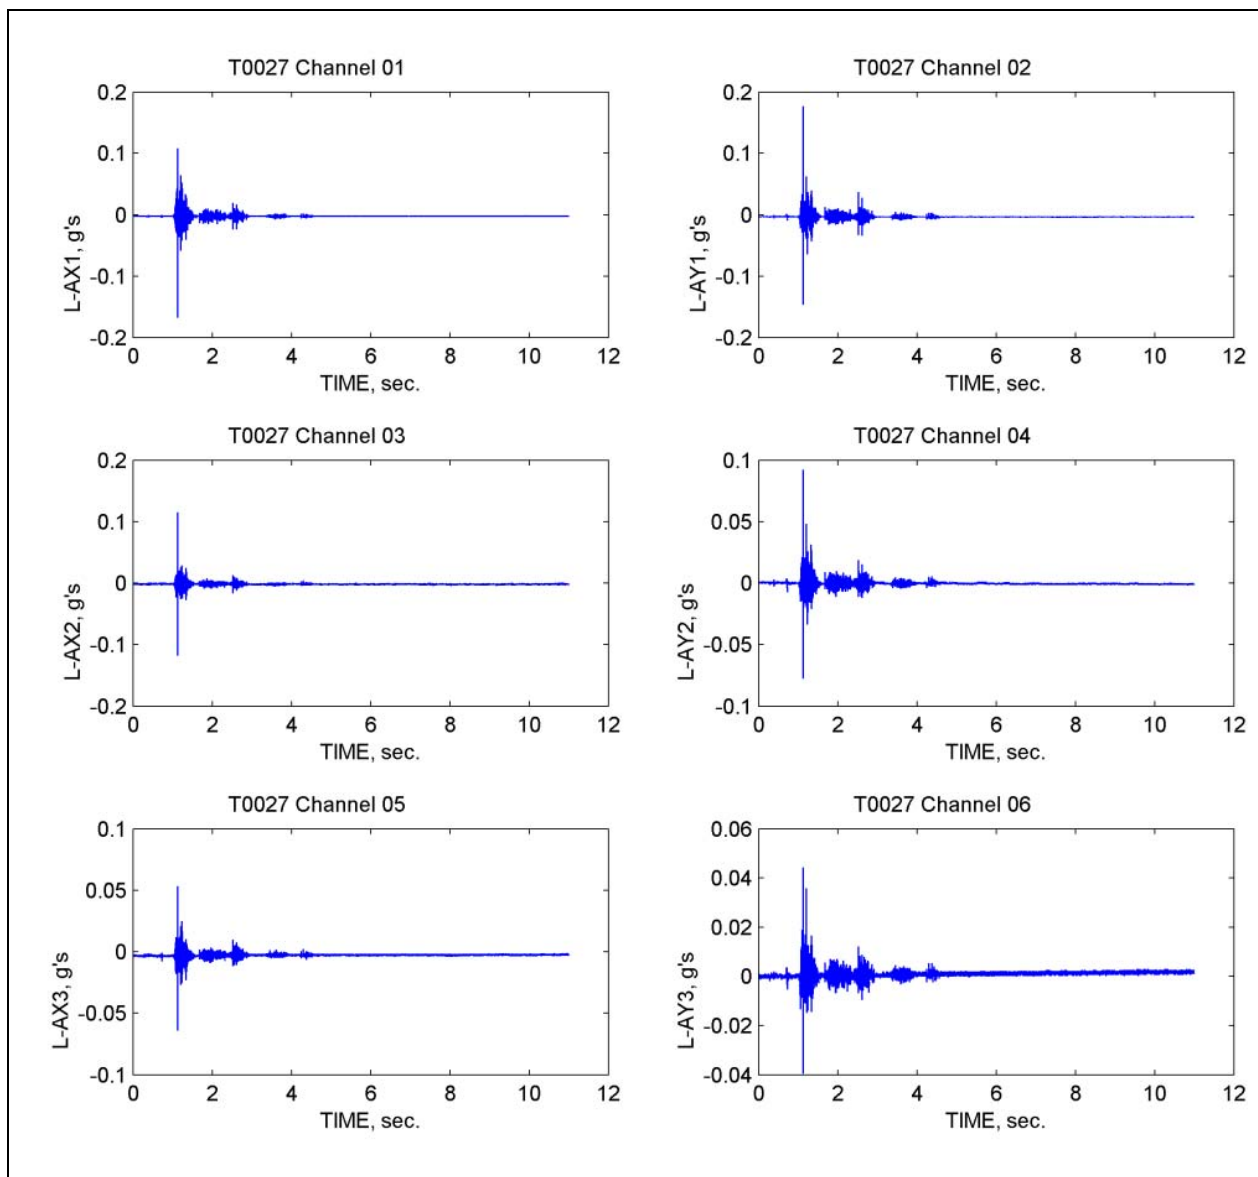 T0027 Channel 01
0.2
0.1
0
-0.1
-0.2
L-AX1, g's
0 2 4 6 8 10 12
TIME, sec.
T0027 Channel 02
0.2
0.1
0
-0.1
-0.2
L-AY1, g's
0 2 4 6 8 10 12
TIME, sec.
T0027 Channel 03
0.2
0.1
0
-0.1
-0.2
L-AX2, g's
0 2 4 6 8 10 12
TIME, sec.
T0027 Channel 04
0.1
0.05
0
-0.05
-0.1
L-AY2, g's
0 2 4 6 8 10 12
TIME, sec.
T0027 Channel 05
0.1
0.05
0
-0.05
-0.1
L-AX3, g's
0 2 4 6 8 10 12
TIME, sec.
T0027 Channel 06
0.06
0.04
0.02
0
-0.02
-0.04
L-AY3, g's
0 2 4 6 8 10 12
TIME, sec.